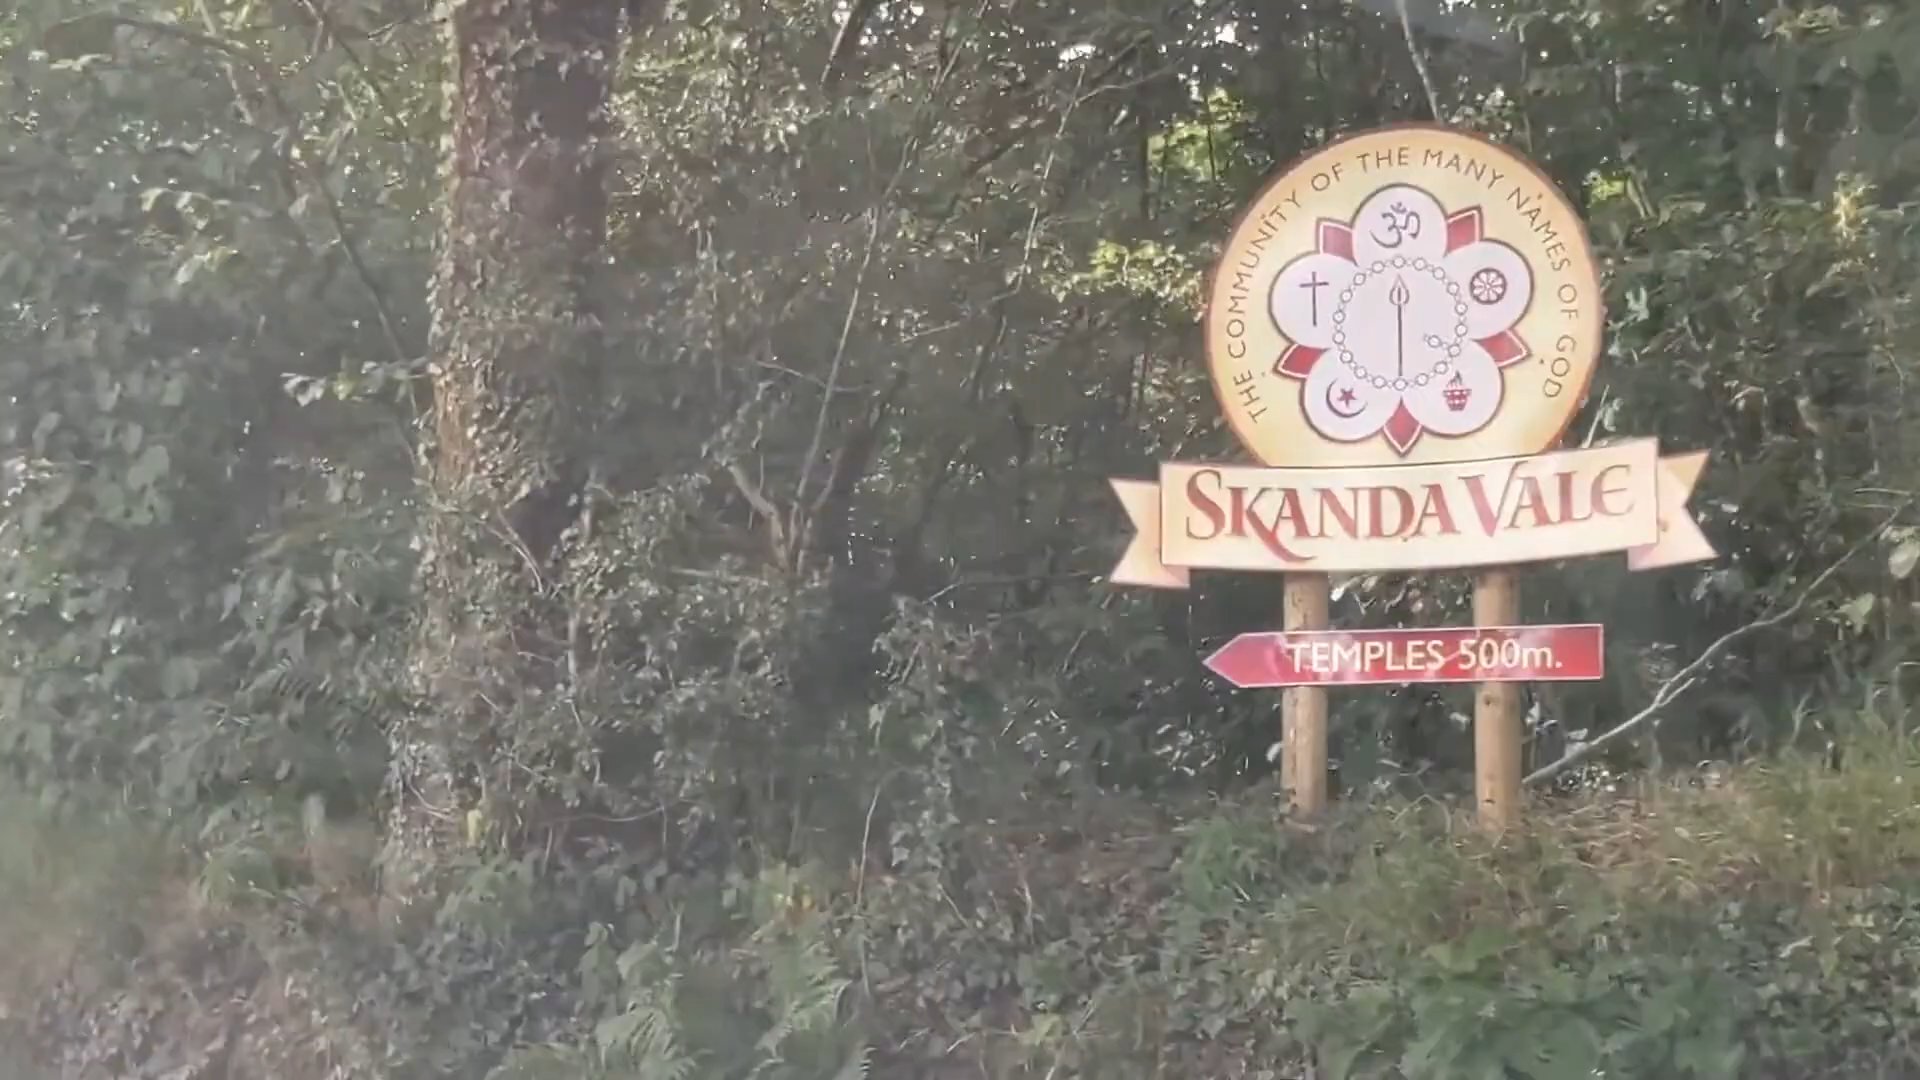 THE COMMUNITY OF THE MANY NAMES OF GOD
ॐ
SKANDA VALE
TEMPLES 500m.